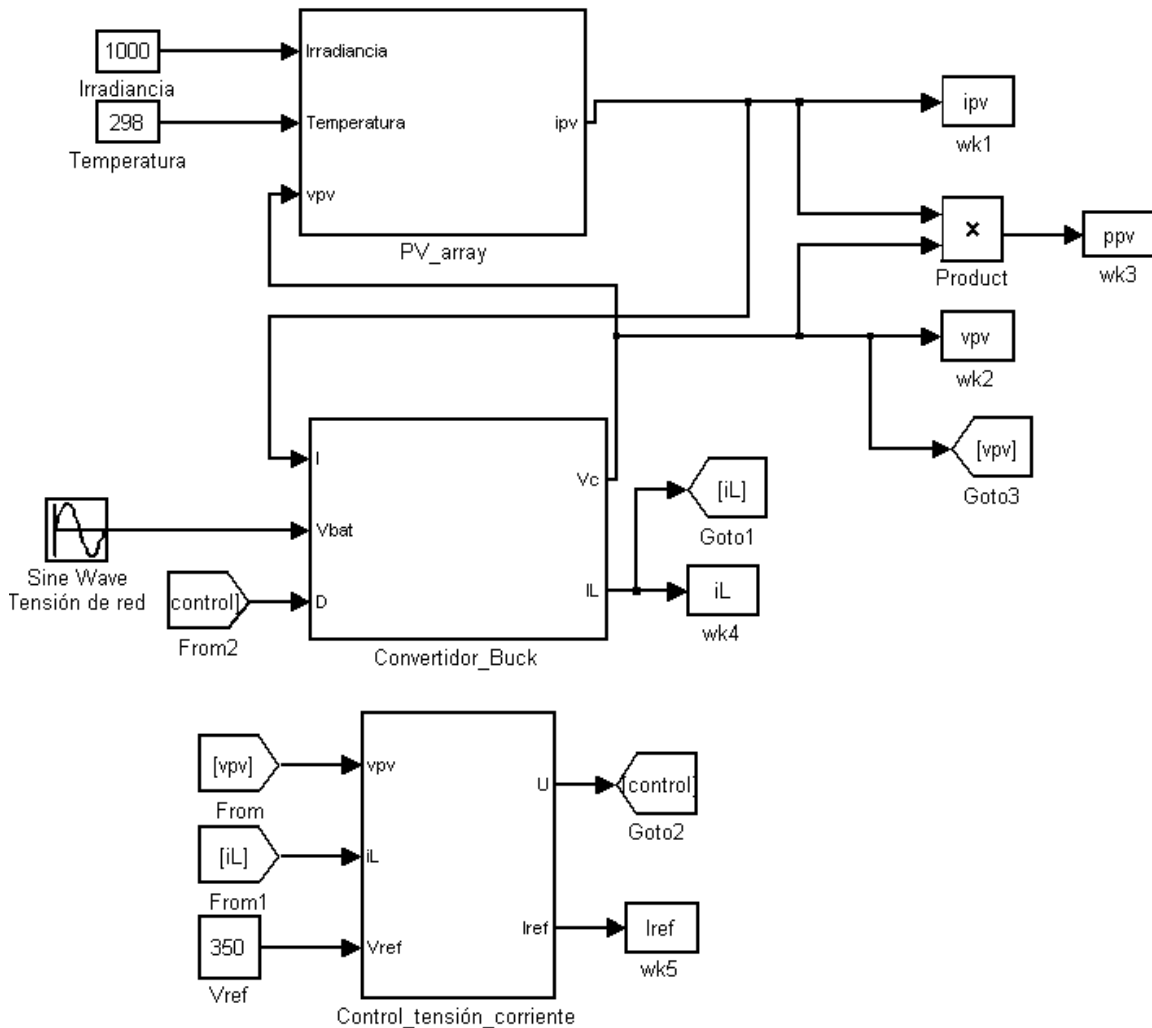 1000
Irradiancia
298
Temperatura
Irradiancia
Temperatura
vpv
ipv
PV_array
ipv
wk1
×
Product
ppv
wk3
vpv
wk2
[vpv]
Goto3
I
Vbat
D
Vc
IL
Convertidor_Buck
Sine Wave
Tensión de red
control]
From2
[iL]
Goto1
iL
wk4
[vpv]
From
[iL]
From1
350
Vref
vpv
iL
Vref
U
Iref
Control_tensión_corriente
[control]
Goto2
Iref
wk5